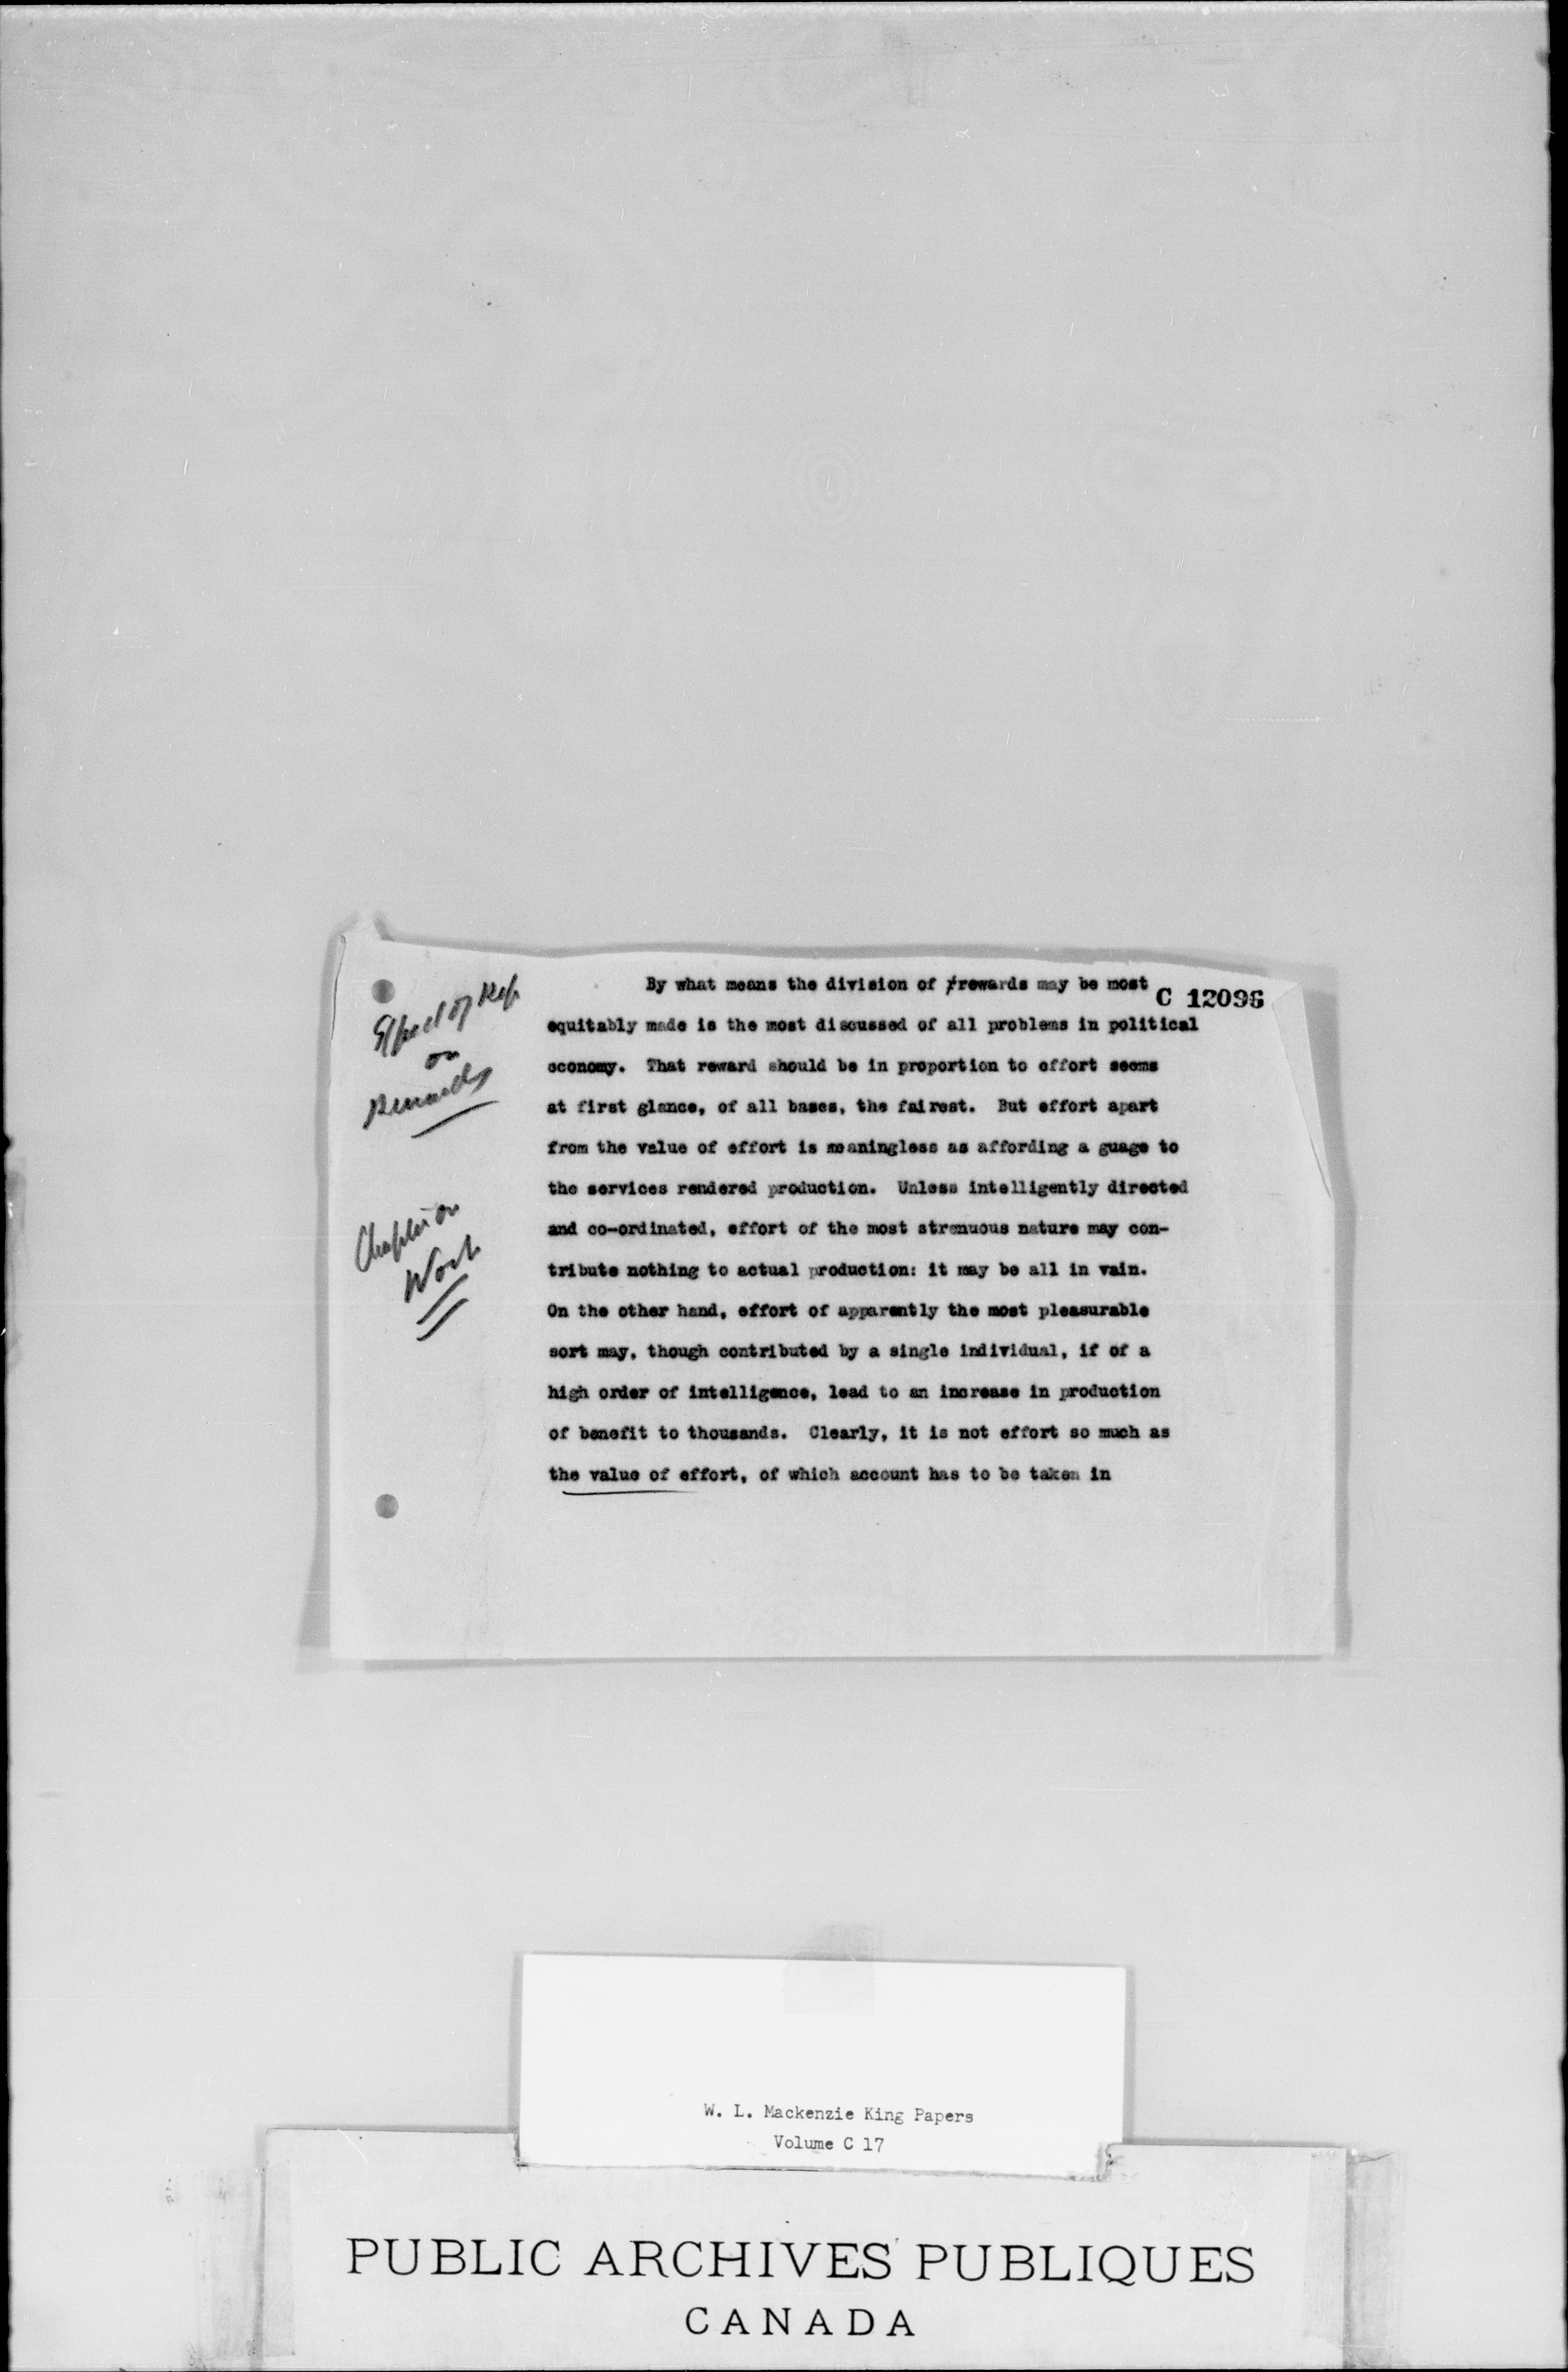 By what means the division of rewards may be most
C 12096
equitably made is the most discussed of all problems in political
economy. That reward should be in proportion to effort seems
at first glance, of all bases, the fairest. But effort apart
from the value of effort is meaningless as affording a guage to
the services rendered production. Unless intelligently directed
and co-ordinated, effort of the most strenuous nature may con-
tribute nothing to actual production: it may be all in vain.
On the other hand, effort of apparently the most pleasurable
sort may, though contributed by a single individual, if of a
high order of intelligence, lead to an increase in production
of benefit to thousands. Clearly, it is not effort so much as
the value of effort, of which account has to be taken in
Effect of
on
Chapter on
Work
W. L. Mackenzie King Papers
Volume C 17
PUBLIC ARCHIVES PUBLIQUES
CANADA